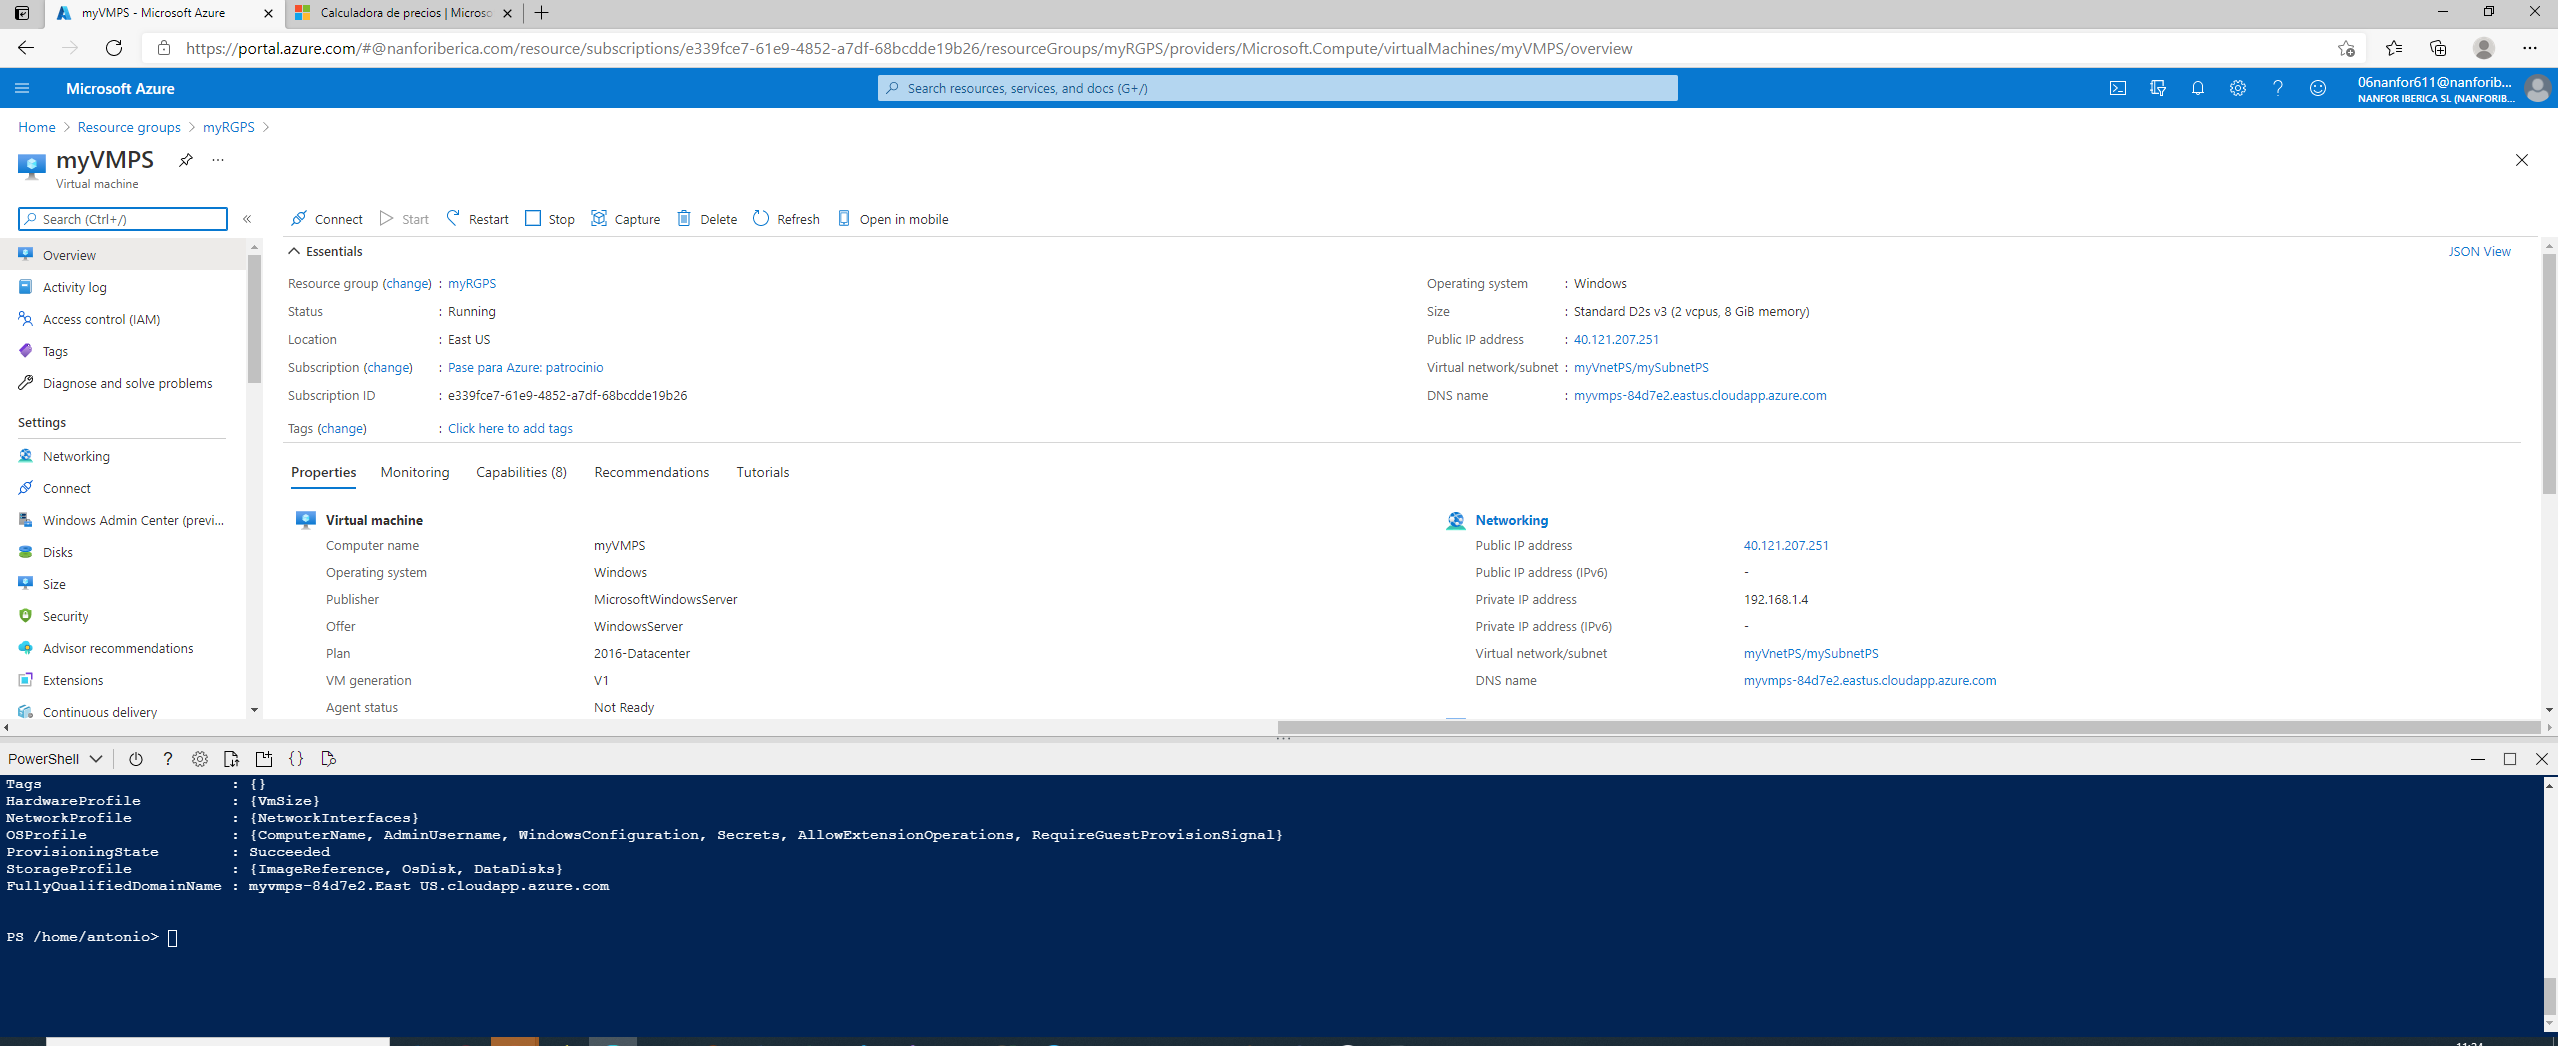 myVMPS - Microsoft Azure
Calculadora de precios | Microso
https://portal.azure.com/#@nanforiberica.com/resource/subscriptions/e339fce7-61e9-4852-a7df-68bcdde19b26/resourceGroups/myRGPS/providers/Microsoft.Compute/virtualMachines/myVMPS/overview
Microsoft Azure
Search resources, services, and docs (G+/)
06nanfor611@nanforib...
NANFOR IBERICA SL (NANFORIB...
Home > Resource groups > myRGPS >
myVMPS
Virtual machine
Search (Ctrl+/)
Overview
Activity log
Access control (IAM)
Tags
Diagnose and solve problems
Settings
Networking
Connect
Windows Admin Center (previ...
Disks
Size
Security
Advisor recommendations
Extensions
Continuous delivery
Connect Start Restart Stop Capture Delete Refresh Open in mobile
Essentials
JSON View
Resource group (change) : myRGPS
Status : Running
Location : East US
Subscription (change) : Pase para Azure: patrocinio
Subscription ID : e339fce7-61e9-4852-a7df-68bcdde19b26
Tags (change) : Click here to add tags
Operating system : Windows
Size : Standard D2s v3 (2 vcpus, 8 GiB memory)
Public IP address : 40.121.207.251
Virtual network/subnet : myVnetPS/mySubnetPS
DNS name : myvmps-84d7e2.eastus.cloudapp.azure.com
Properties Monitoring Capabilities (8) Recommendations Tutorials
Virtual machine
Computer name myVMPS
Operating system Windows
Publisher MicrosoftWindowsServer
Offer WindowsServer
Plan 2016-Datacenter
VM generation V1
Agent status Not Ready
Networking
Public IP address 40.121.207.251
Public IP address (IPv6) -
Private IP address 192.168.1.4
Private IP address (IPv6) -
Virtual network/subnet myVnetPS/mySubnetPS
DNS name myvmps-84d7e2.eastus.cloudapp.azure.com
PowerShell
Tags : {}
HardwareProfile : {VmSize}
NetworkProfile : {NetworkInterfaces}
OSProfile : {ComputerName, AdminUsername, WindowsConfiguration, Secrets, AllowExtensionOperations, RequireGuestProvisionSignal}
ProvisioningState : Succeeded
StorageProfile : {ImageReference, OsDisk, DataDisks}
FullyQualifiedDomainName : myvmps-84d7e2.East US.cloudapp.azure.com
PS /home/antonio>